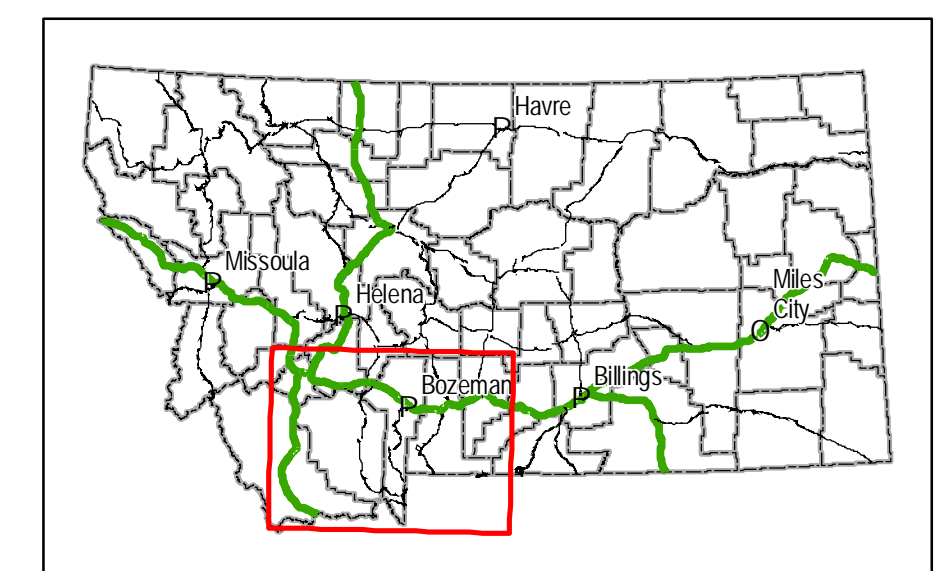 Havre
P
Missoula
P
Helena
P
Miles
City
O
Bozeman
P
Billings
P